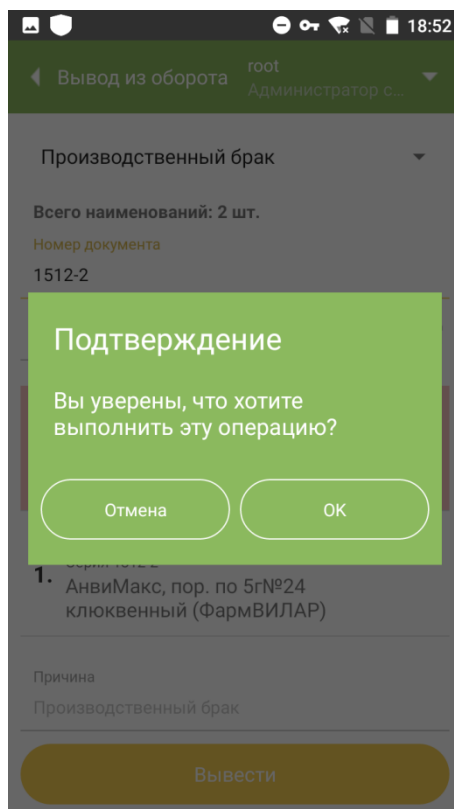 18:52
Вывод из оборота
root
Администратор с...
Производственный брак
Всего наименований: 2 шт.
Номер документа
1512-2
Подтверждение
Вы уверены, что хотите
выполнить эту операцию?
Отмена
OK
1.
АнвиМакс, пор. по 5г№24
клюквенный (ФармВИЛАР)
Причина
Производственный брак
Вывести